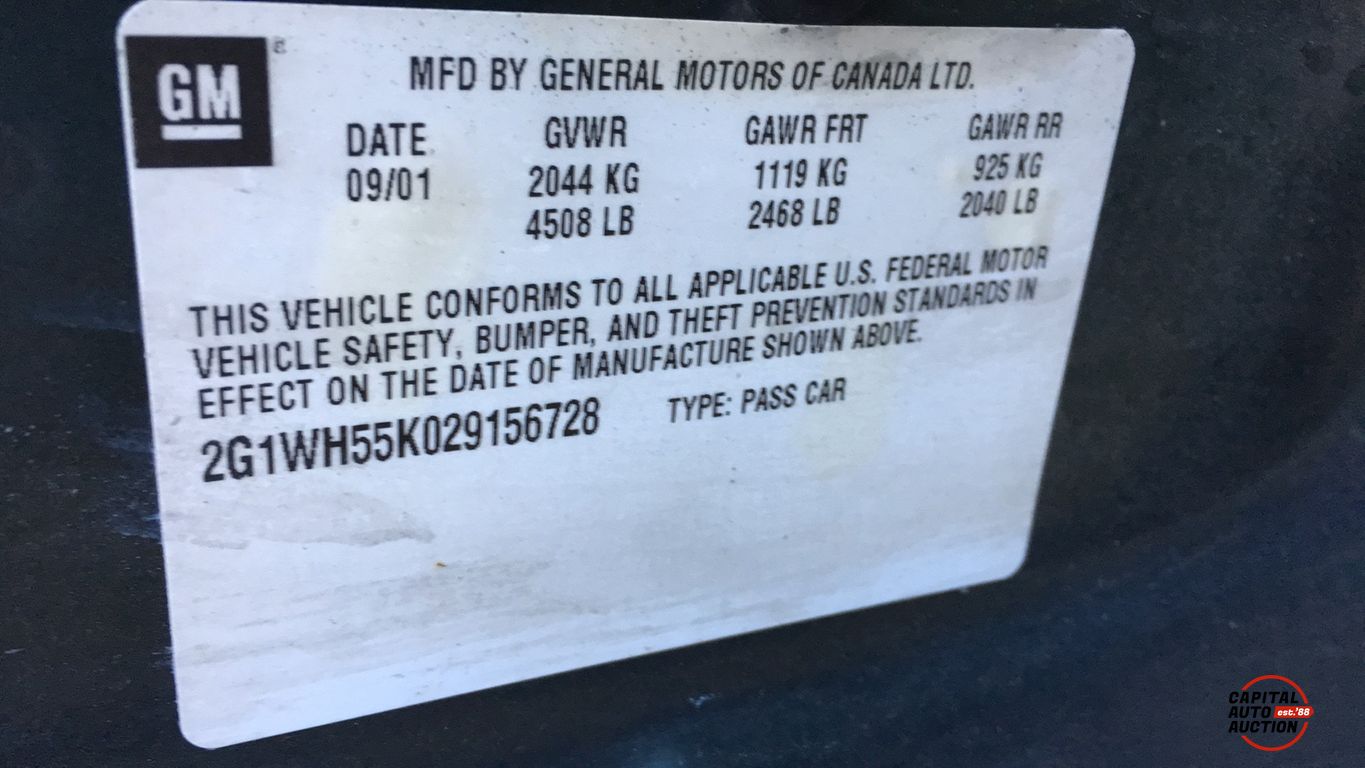 GM
MFD BY GENERAL MOTORS OF CANADA LTD.
DATE GVWR GAWR FRT GAWR RR
09/01 2044 KG 1119 KG 925 KG
4508 LB 2468 LB 2040 LB
THIS VEHICLE CONFORMS TO ALL APPLICABLE U.S. FEDERAL MOTOR
VEHICLE SAFETY, BUMPER, AND THEFT PREVENTION STANDARDS IN
EFFECT ON THE DATE OF MANUFACTURE SHOWN ABOVE.
2G1WH55K029156728 TYPE: PASS CAR
CAPITAL
AUTO est.'88
AUCTION